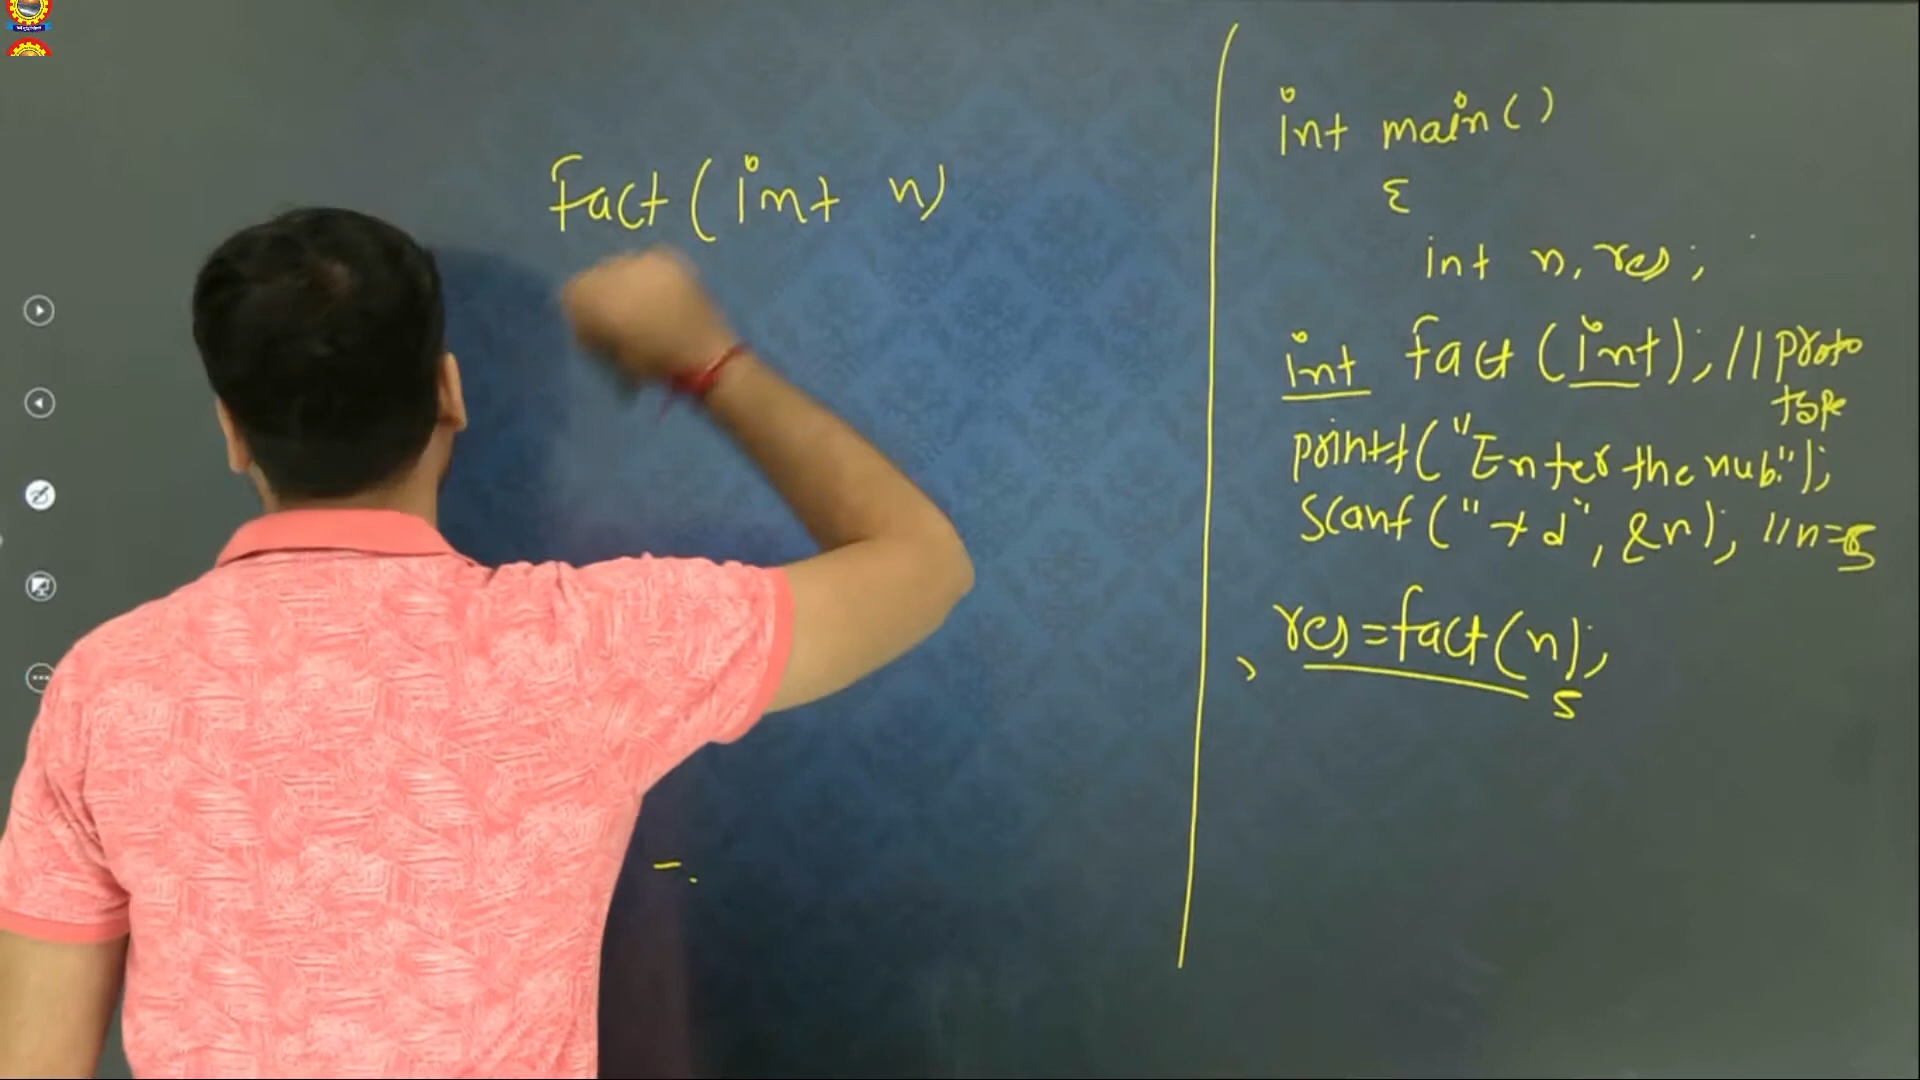 fact (int n)
int main()
{
int n, res;
int fact (int); // proto
type
printf("Enter the nub.");
scanf("%d", &n); // n=5
res=fact(n);
5